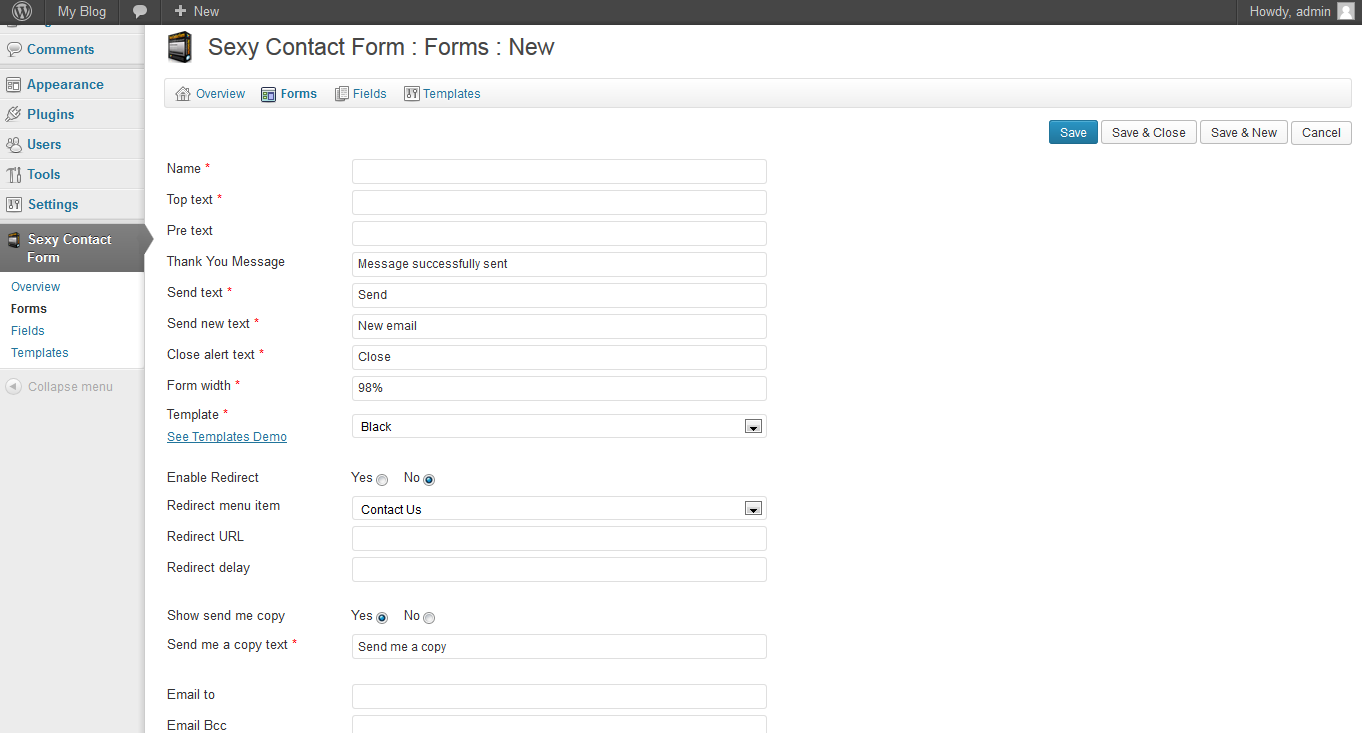 My Blog
New
Howdy, admin
Comments
Appearance
Plugins
Users
Tools
Settings
Sexy Contact
Form
Overview
Forms
Fields
Templates
Collapse menu
Sexy Contact Form : Forms : New
Overview Forms Fields Templates
Save Save & Close Save & New Cancel
Name *
Top text *
Pre text
Thank You Message Message successfully sent
Send text * Send
Send new text * New email
Close alert text * Close
Form width * 98%
Template *
See Templates Demo
Black
Enable Redirect Yes No
Redirect menu item Contact Us
Redirect URL
Redirect delay
Show send me copy Yes No
Send me a copy text * Send me a copy
Email to
Email Bcc